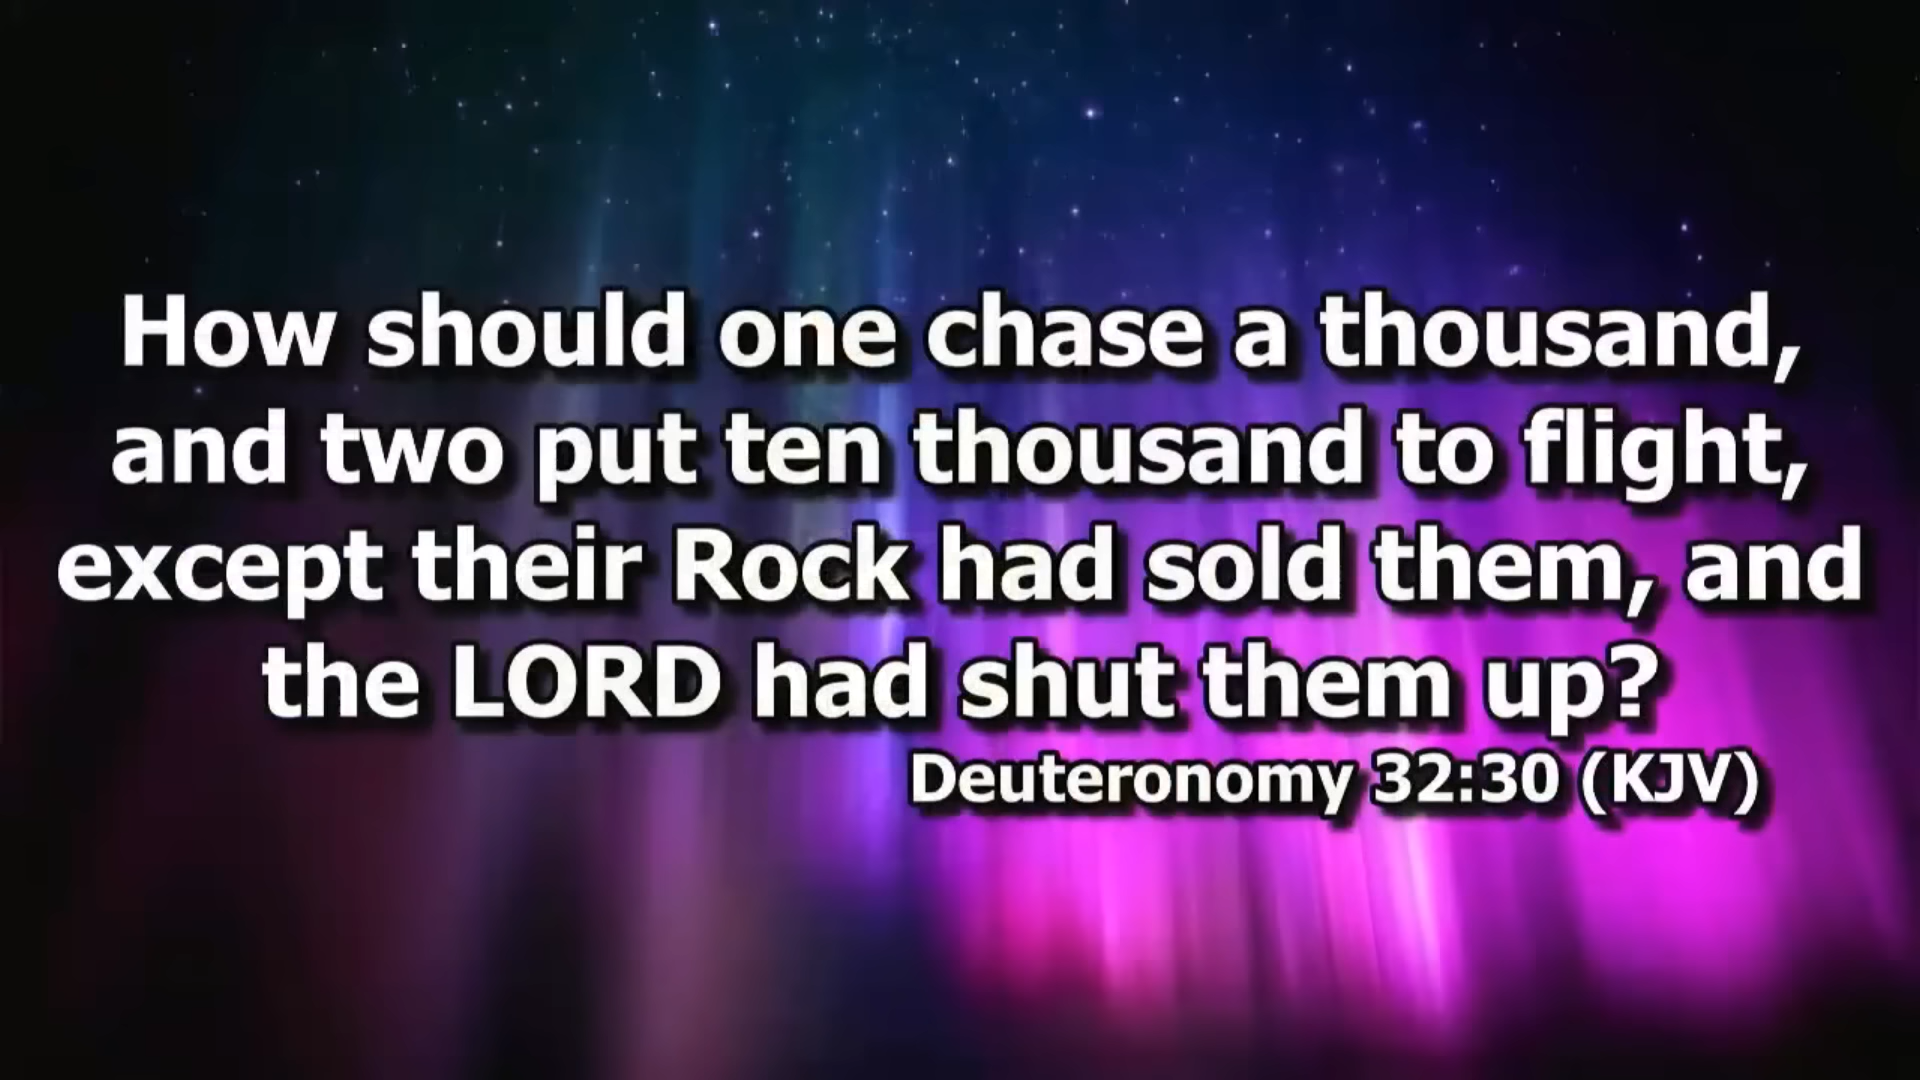 How should one chase a thousand,
and two put ten thousand to flight,
except their Rock had sold them, and
the LORD had shut them up?
Deuteronomy 32:30 (KJV)